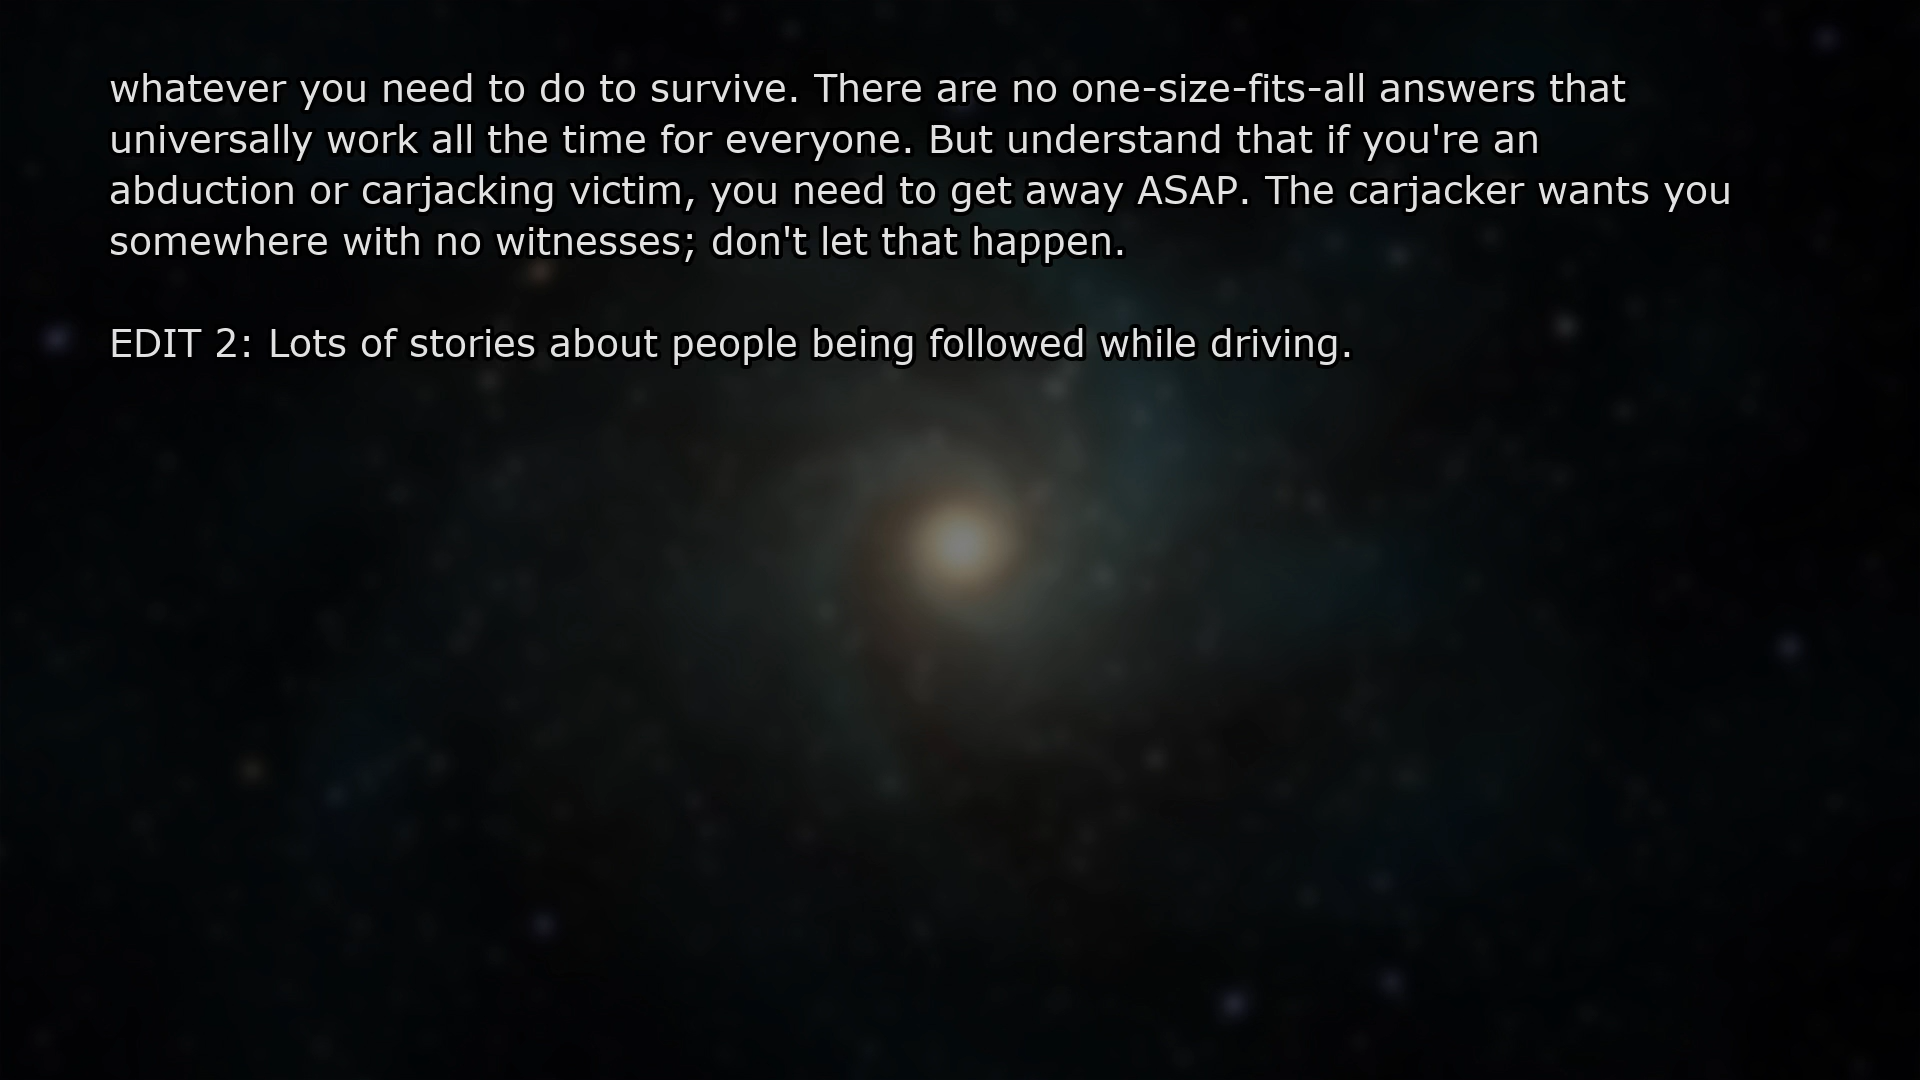 whatever you need to do to survive. There are no one-size-fits-all answers that
universally work all the time for everyone. But understand that if you're an
abduction or carjacking victim, you need to get away ASAP. The carjacker wants you
somewhere with no witnesses; don't let that happen.
EDIT 2: Lots of stories about people being followed while driving.